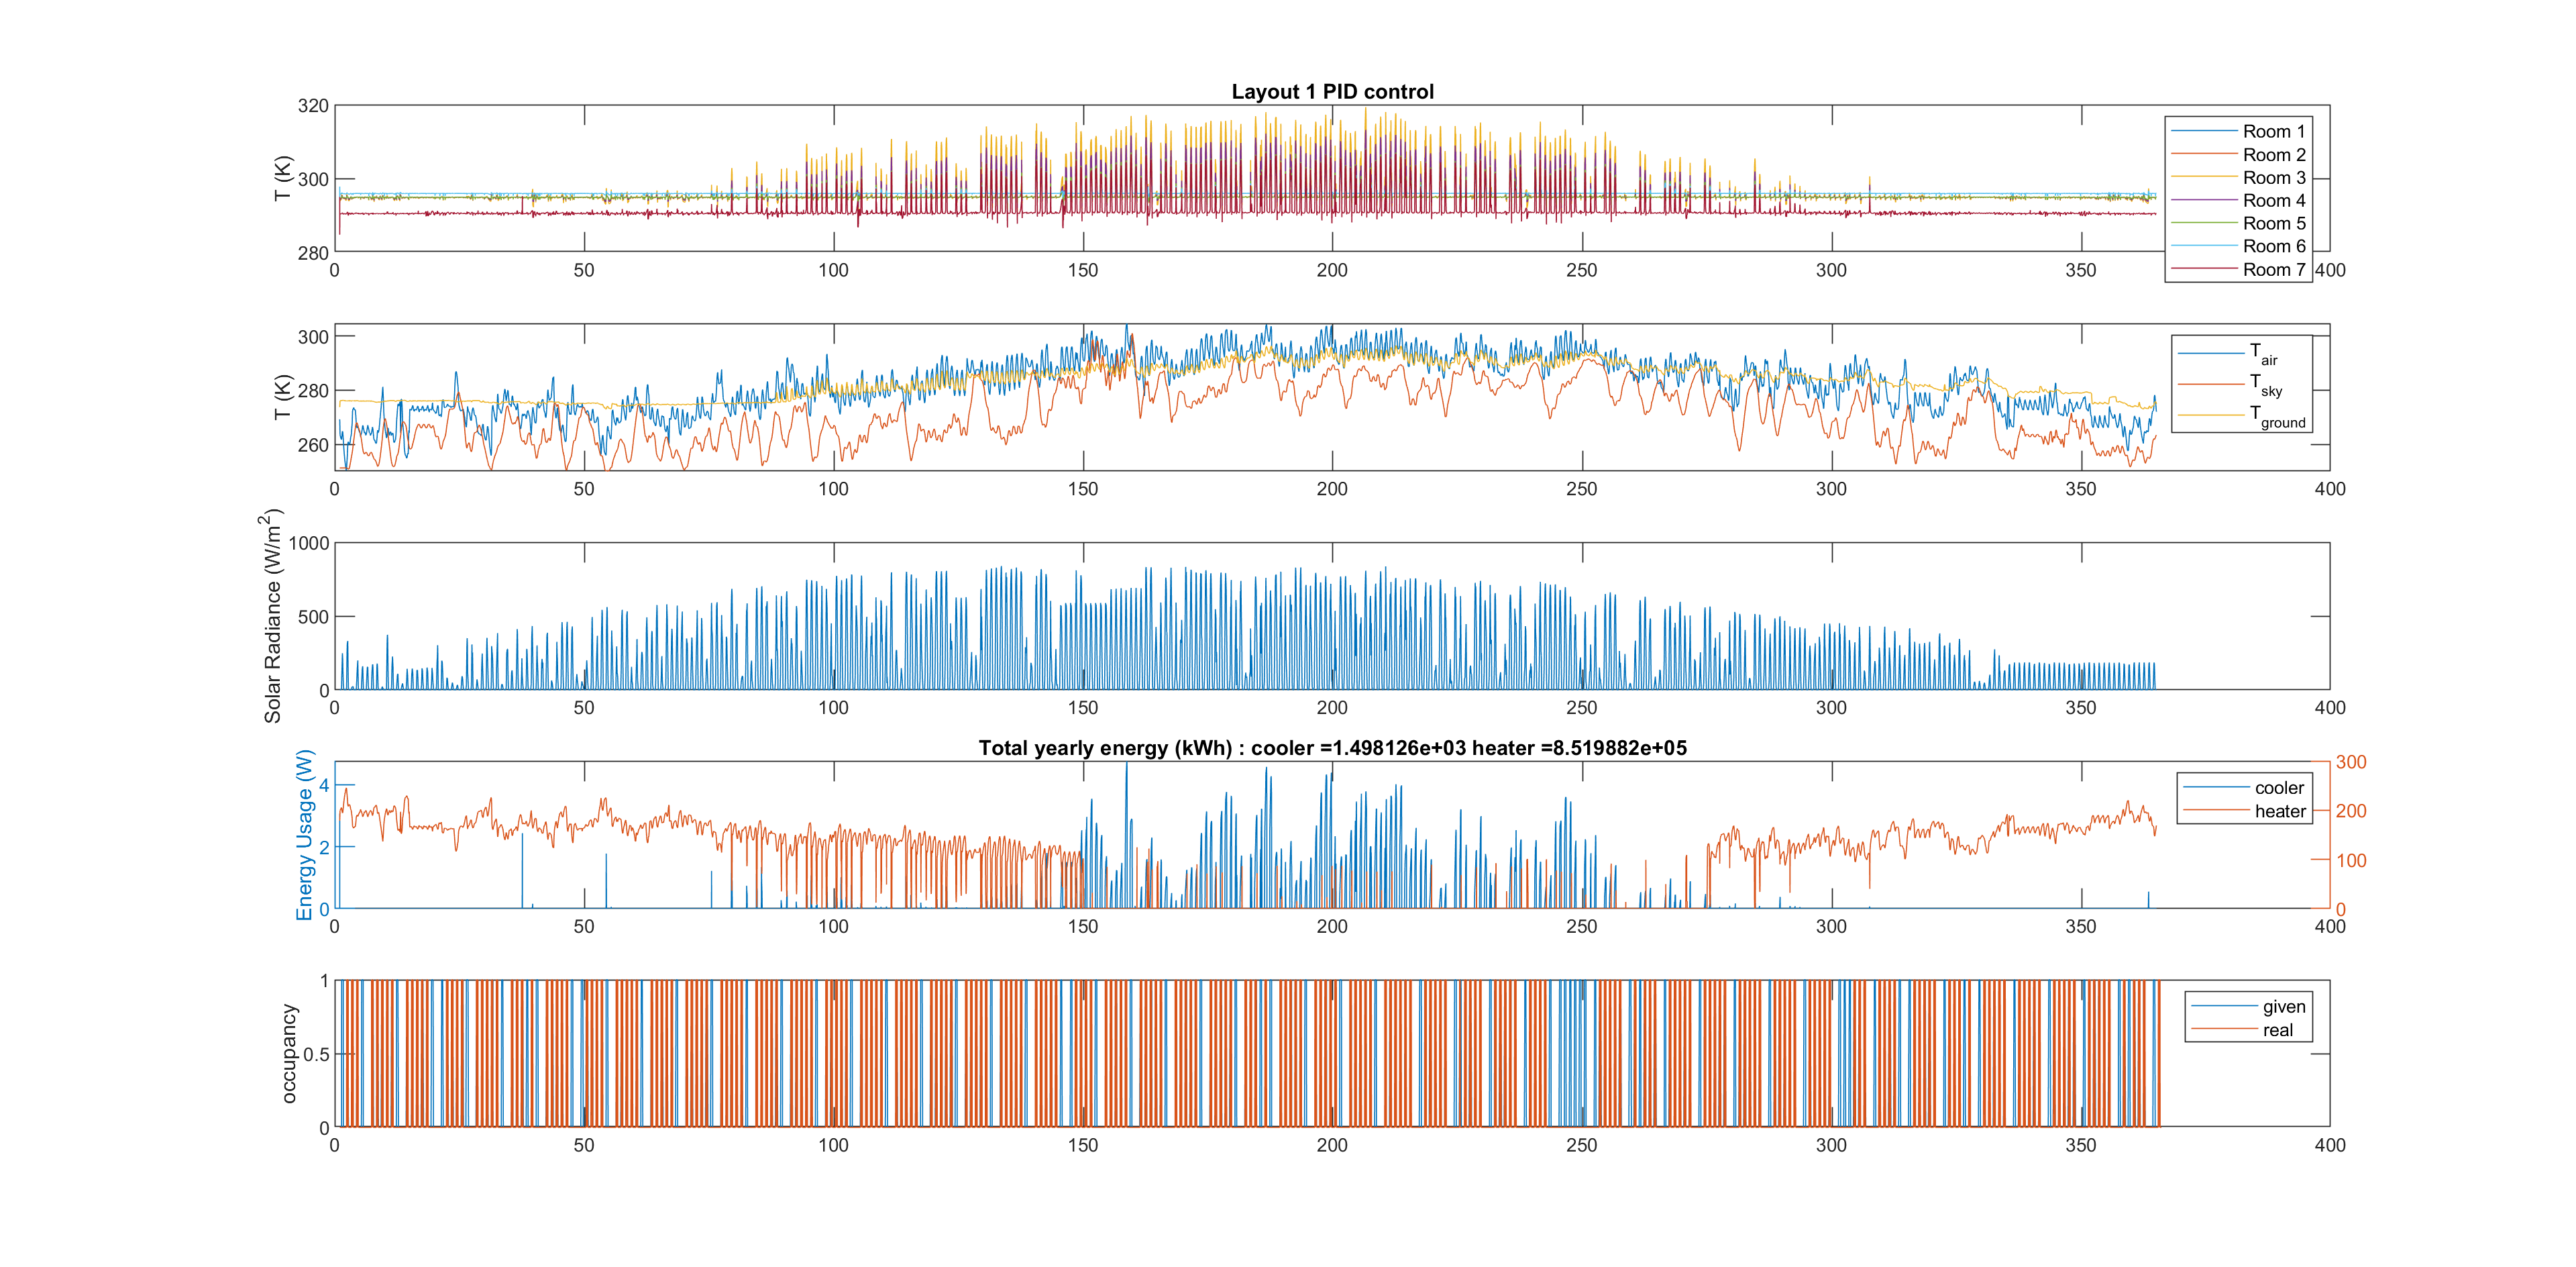 Layout 1 PID control
T (K)
320
300
280
0 50 100 150 200 250 300 350 400
Room 1
Room 2
Room 3
Room 4
Room 5
Room 6
Room 7
T (K)
300
280
260
0 50 100 150 200 250 300 350 400
T_air
T_sky
T_ground
Solar Radiance (W/m^2)
1000
500
0
0 50 100 150 200 250 300 350 400
Total yearly energy (kWh) : cooler =1.498126e+03 heater =8.519882e+05
Energy Usage (W)
4
2
0
300
200
100
0
0 50 100 150 200 250 300 350 400
cooler
heater
occupancy
1
0.5
0
0 50 100 150 200 250 300 350 400
given
real